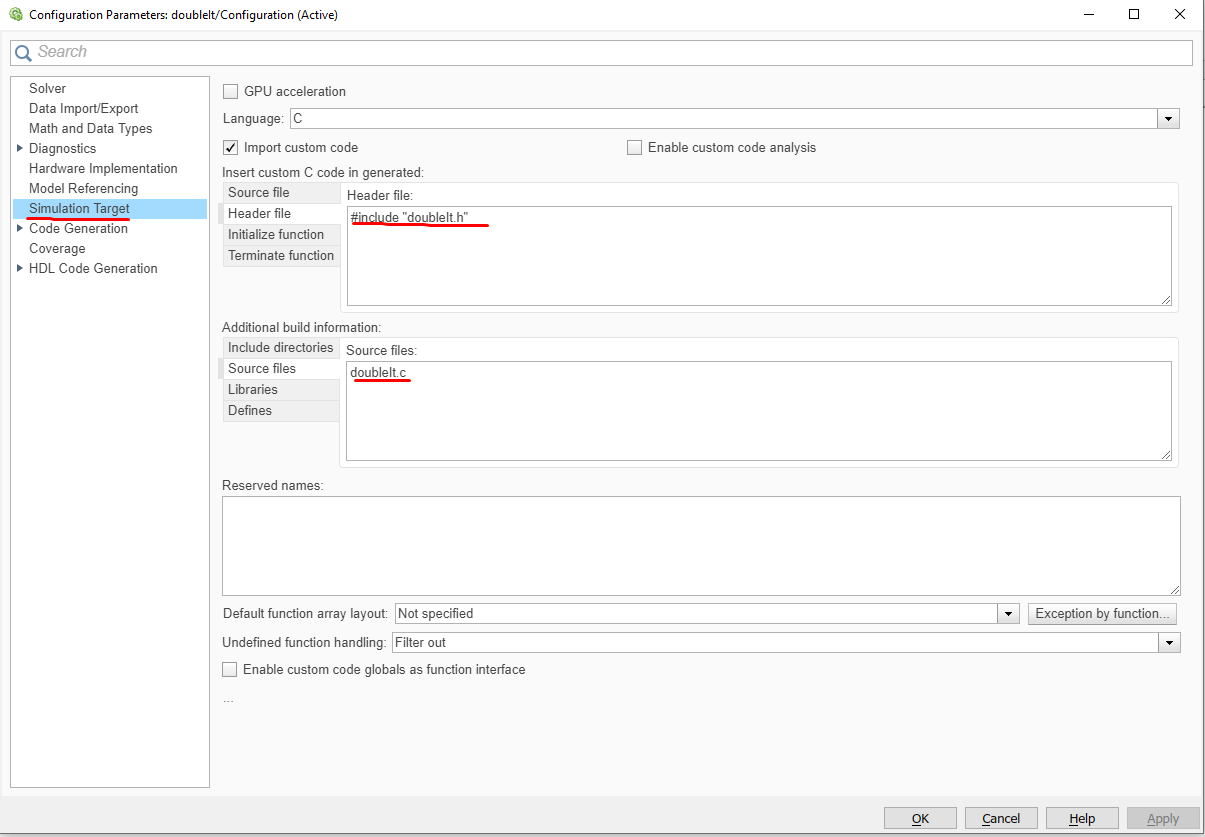 Configuration Parameters: doubleIt/Configuration (Active)
Search
Solver
Data Import/Export
Math and Data Types
Diagnostics
Hardware Implementation
Model Referencing
Simulation Target
Code Generation
Coverage
HDL Code Generation
GPU acceleration
Language: C
Import custom code
Enable custom code analysis
Insert custom C code in generated:
Source file
Header file
Initialize function
Terminate function
Header file:
#include "doubleIt.h"
Additional build information:
Include directories
Source files
Libraries
Defines
Source files:
doubleIt.c
Reserved names:
Default function array layout: Not specified
Exception by function...
Undefined function handling: Filter out
Enable custom code globals as function interface
...
OK
Cancel
Help
Apply